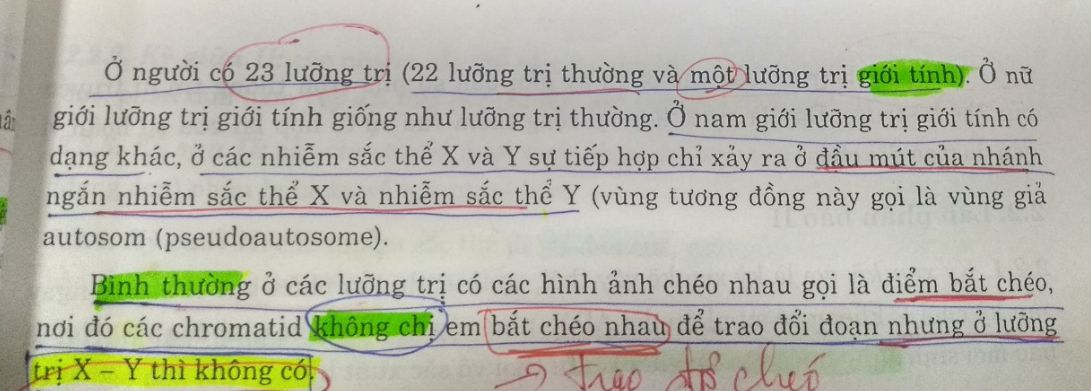 Ở người có 23 lưỡng trị (22 lưỡng trị thường và một lưỡng trị giới tính). Ở nữ
giới lưỡng trị giới tính giống như lưỡng trị thường. Ở nam giới lưỡng trị giới tính có
dạng khác, ở các nhiễm sắc thể X và Y sự tiếp hợp chỉ xảy ra ở đầu mút của nhánh
ngắn nhiễm sắc thể X và nhiễm sắc thể Y (vùng tương đồng này gọi là vùng giả
autosom (pseudoautosome).
Bình thường ở các lưỡng trị có các hình ảnh chéo nhau gọi là điểm bắt chéo,
nơi đó các chromatid không chị em bắt chéo nhau để trao đổi đoạn nhưng ở lưỡng
trị X – Y thì không có.
→ trao đổi chéo